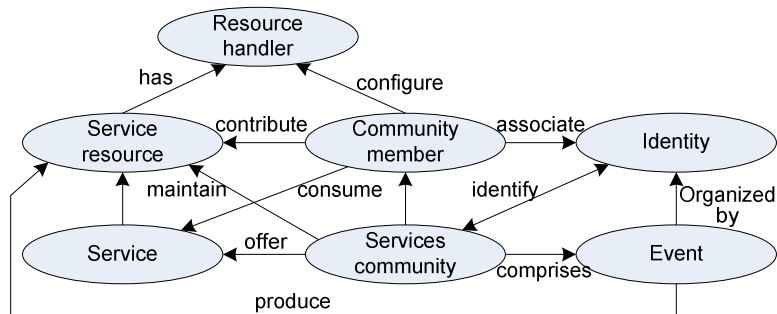 Resource
handler
has
configure
Service
resource
contribute
Community
member
associate
Identity
maintain
consume
identify
Organized
by
Service
offer
Services
community
comprises
Event
produce